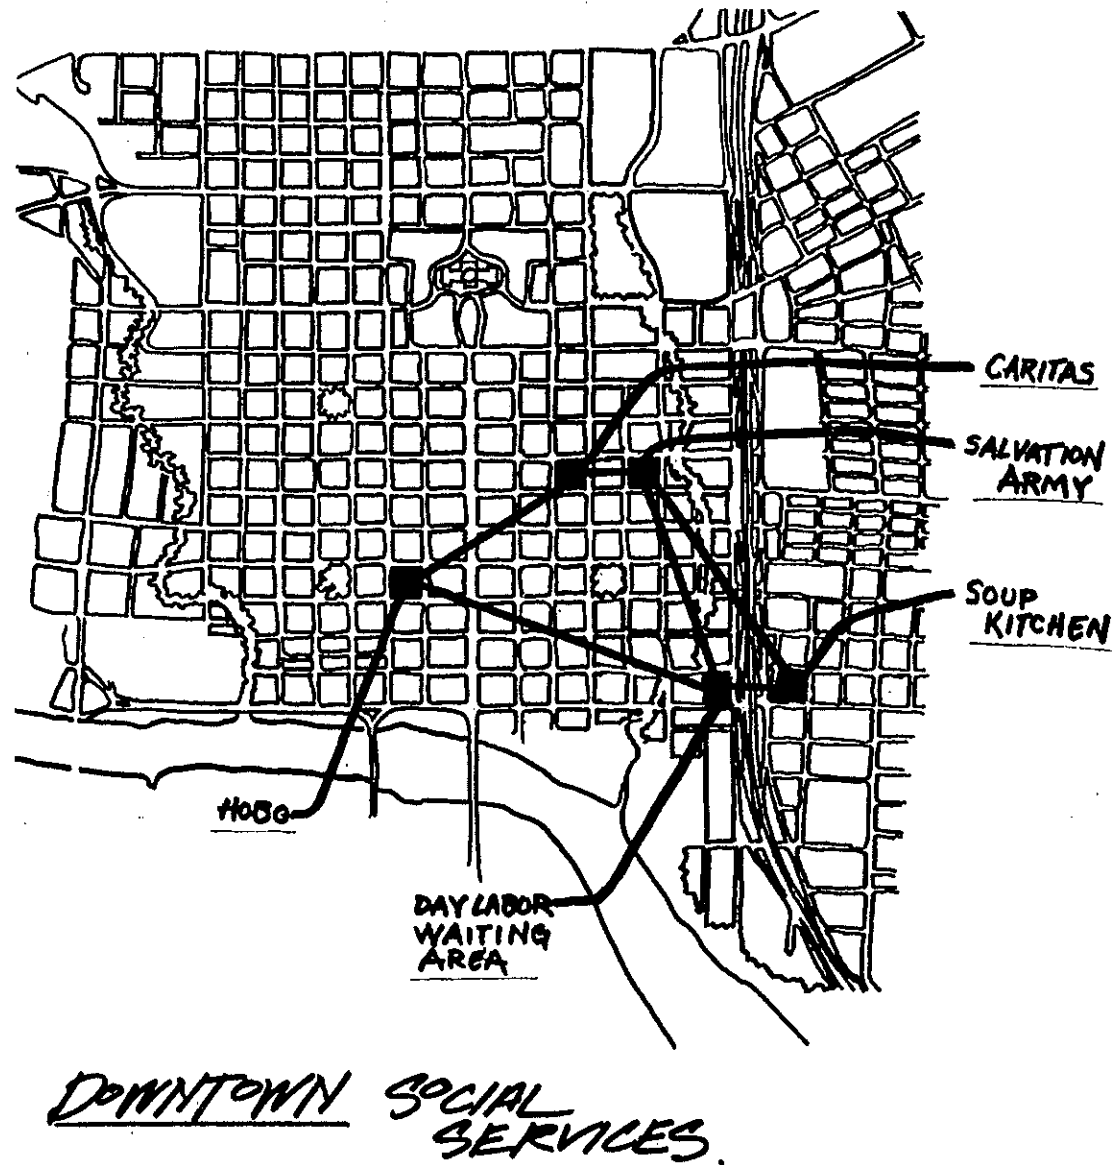 CARITAS
SALVATION
ARMY
SOUP
KITCHEN
HOBO
DAY LABOR
WAITING
AREA
DOWNTOWN SOCIAL
SERVICES.